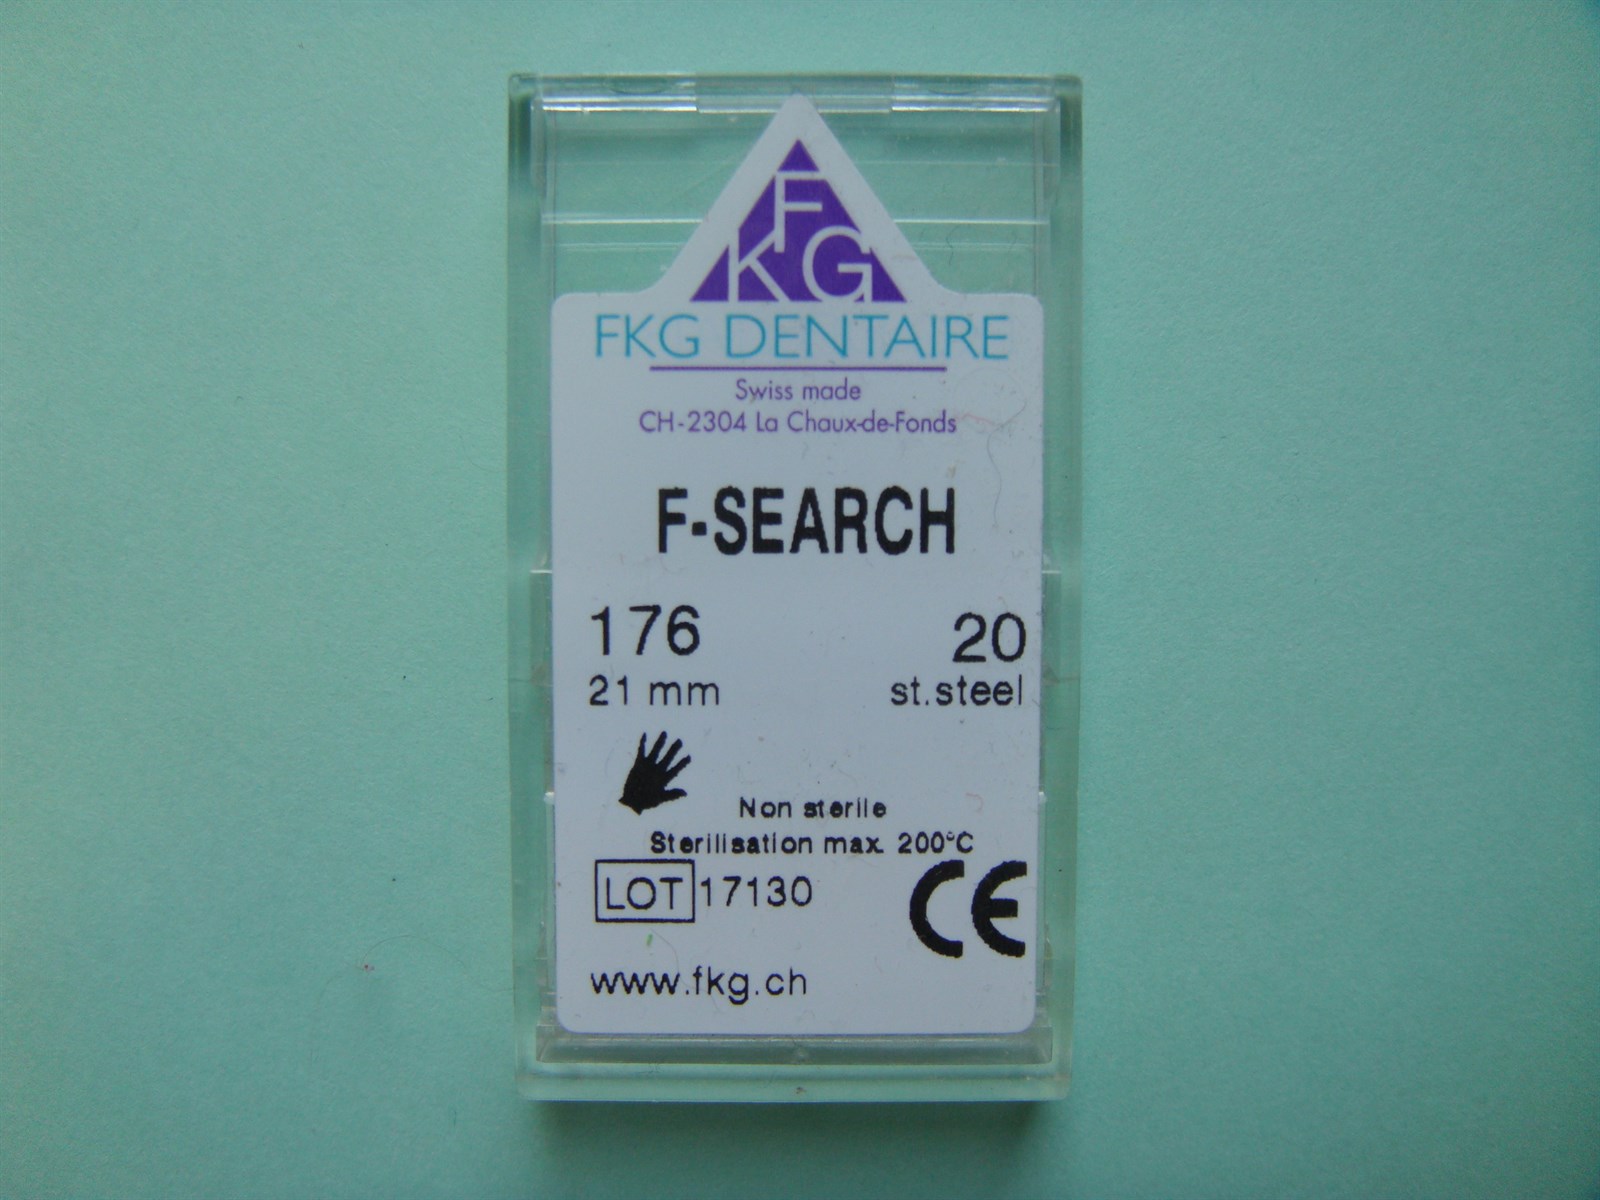 F
KG
FKG DENTAIRE
Swiss made
CH-2304 La Chaux-de-Fonds
F-SEARCH
176 20
21 mm st.steel
Non sterile
Sterilisation max. 200°C
LOT 17130 CE
www.fkg.ch